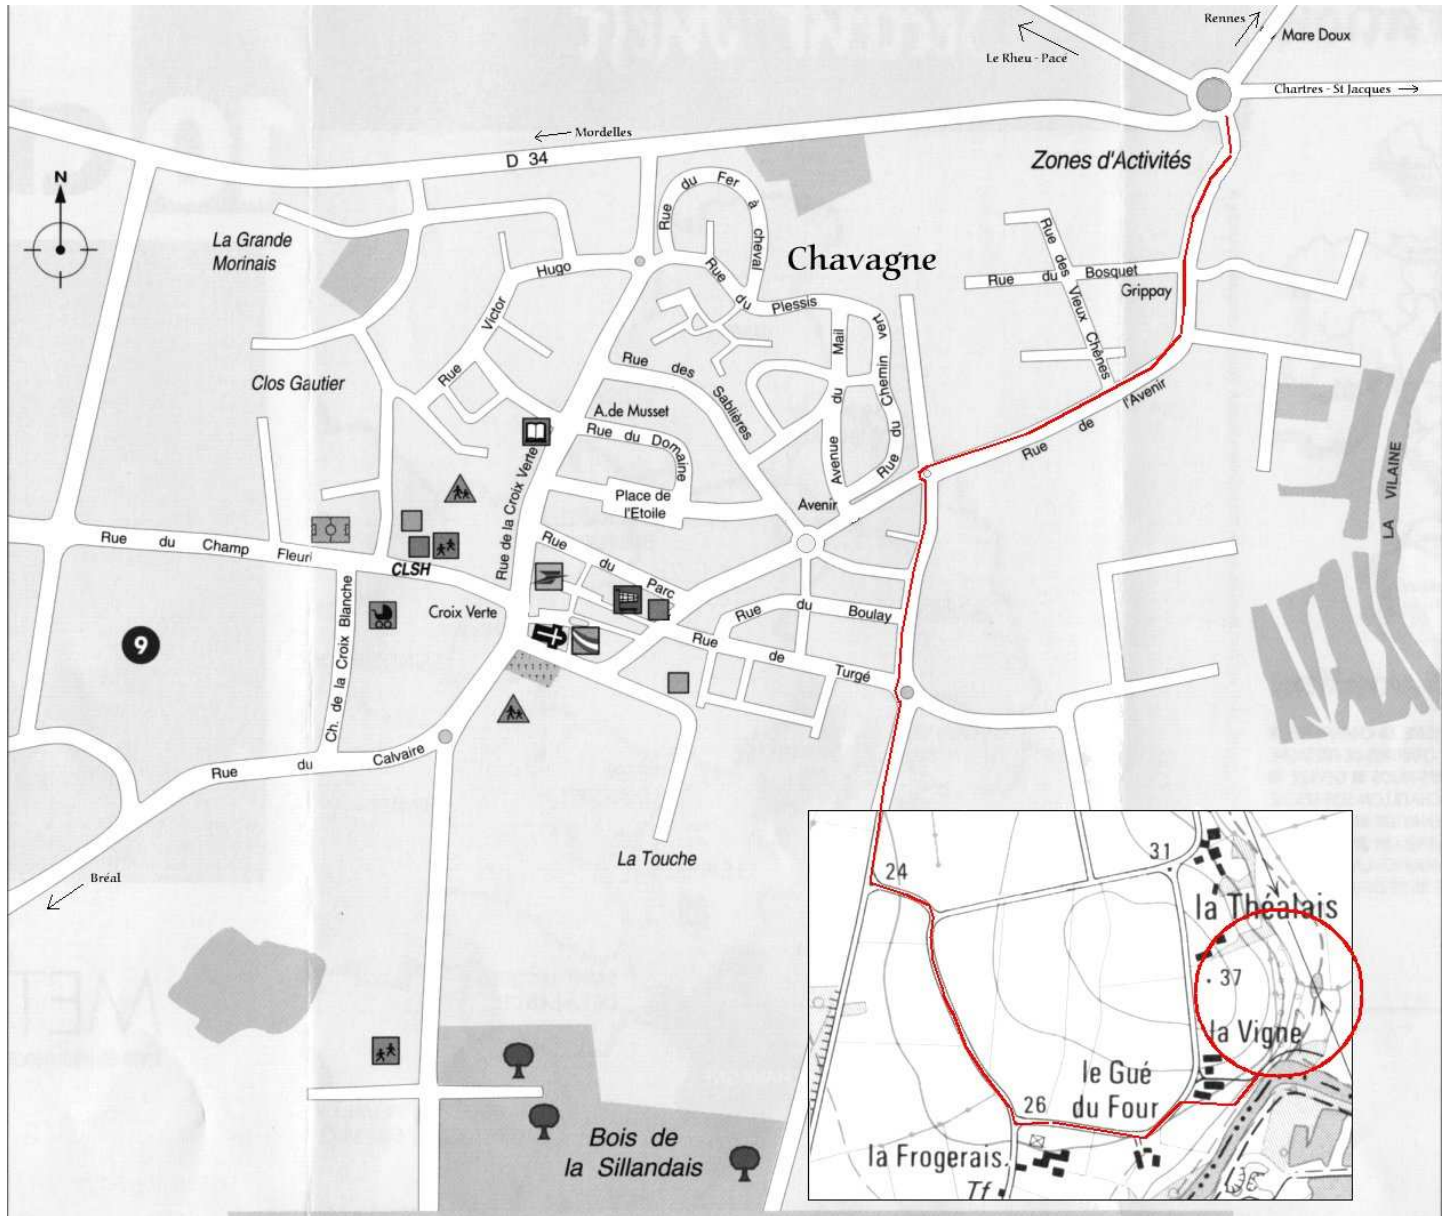 Rennes
Mare Doux
Le Rheu - Pacé
Chartres - St Jacques
Mordelles
D 34
Zones d'Activités
N
La Grande
Morinais
Rue du Fer à cheval
Chavagne
Rue des Vieux Chênes
Rue du Bosquet
Grippay
Rue Victor Hugo
Rue du Plessis
Clos Gautier
Rue des Sablières
Avenue du Mail
Rue du Chemin vert
A.de Musset
Rue du Domaine
Rue de l'Avenir
LA VILAINE
Place de
l'Etoile
Avenir
Rue de la Croix Verte
Rue du Champ Fleuri
CLSH
Rue du Parc
Croix Verte
Rue du Boulay
Rue de Turgé
Ch. de la Croix Blanche
9
Rue du Calvaire
La Touche
Bréal
24
31
la Théalais
37
la Vigne
le Gué
du Four
26
la Frogerais
Tf
Bois de
la Sillandais